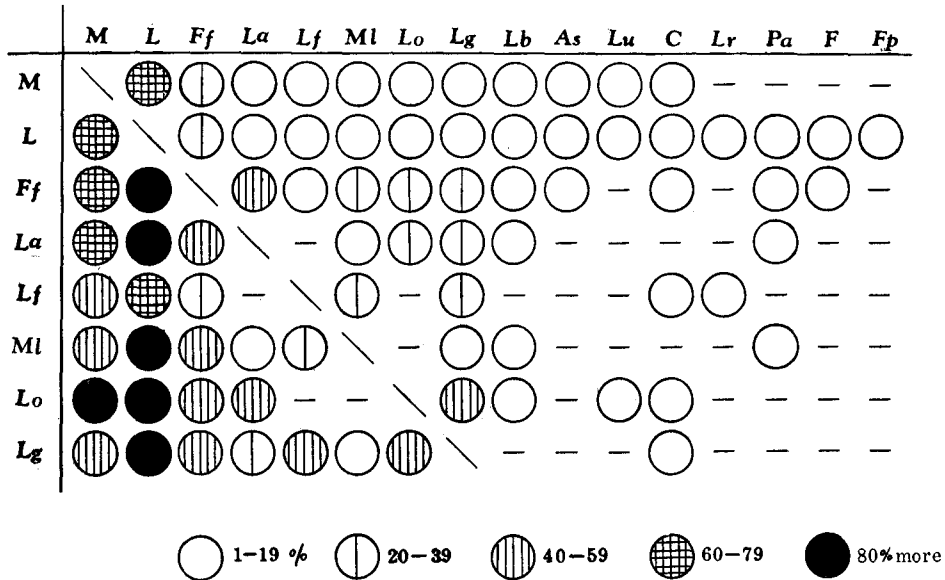 M L Ff La Lf Ml Lo Lg Lb As Lu C Lr Pa F Fp
M — — — —
L
Ff — — —
La — — — — — — —
Lf — — — — — — — —
Ml — — — — — — —
Lo — — — — — — —
Lg — — — — — — —
1-19 % 20-39 40-59 60-79 80% more